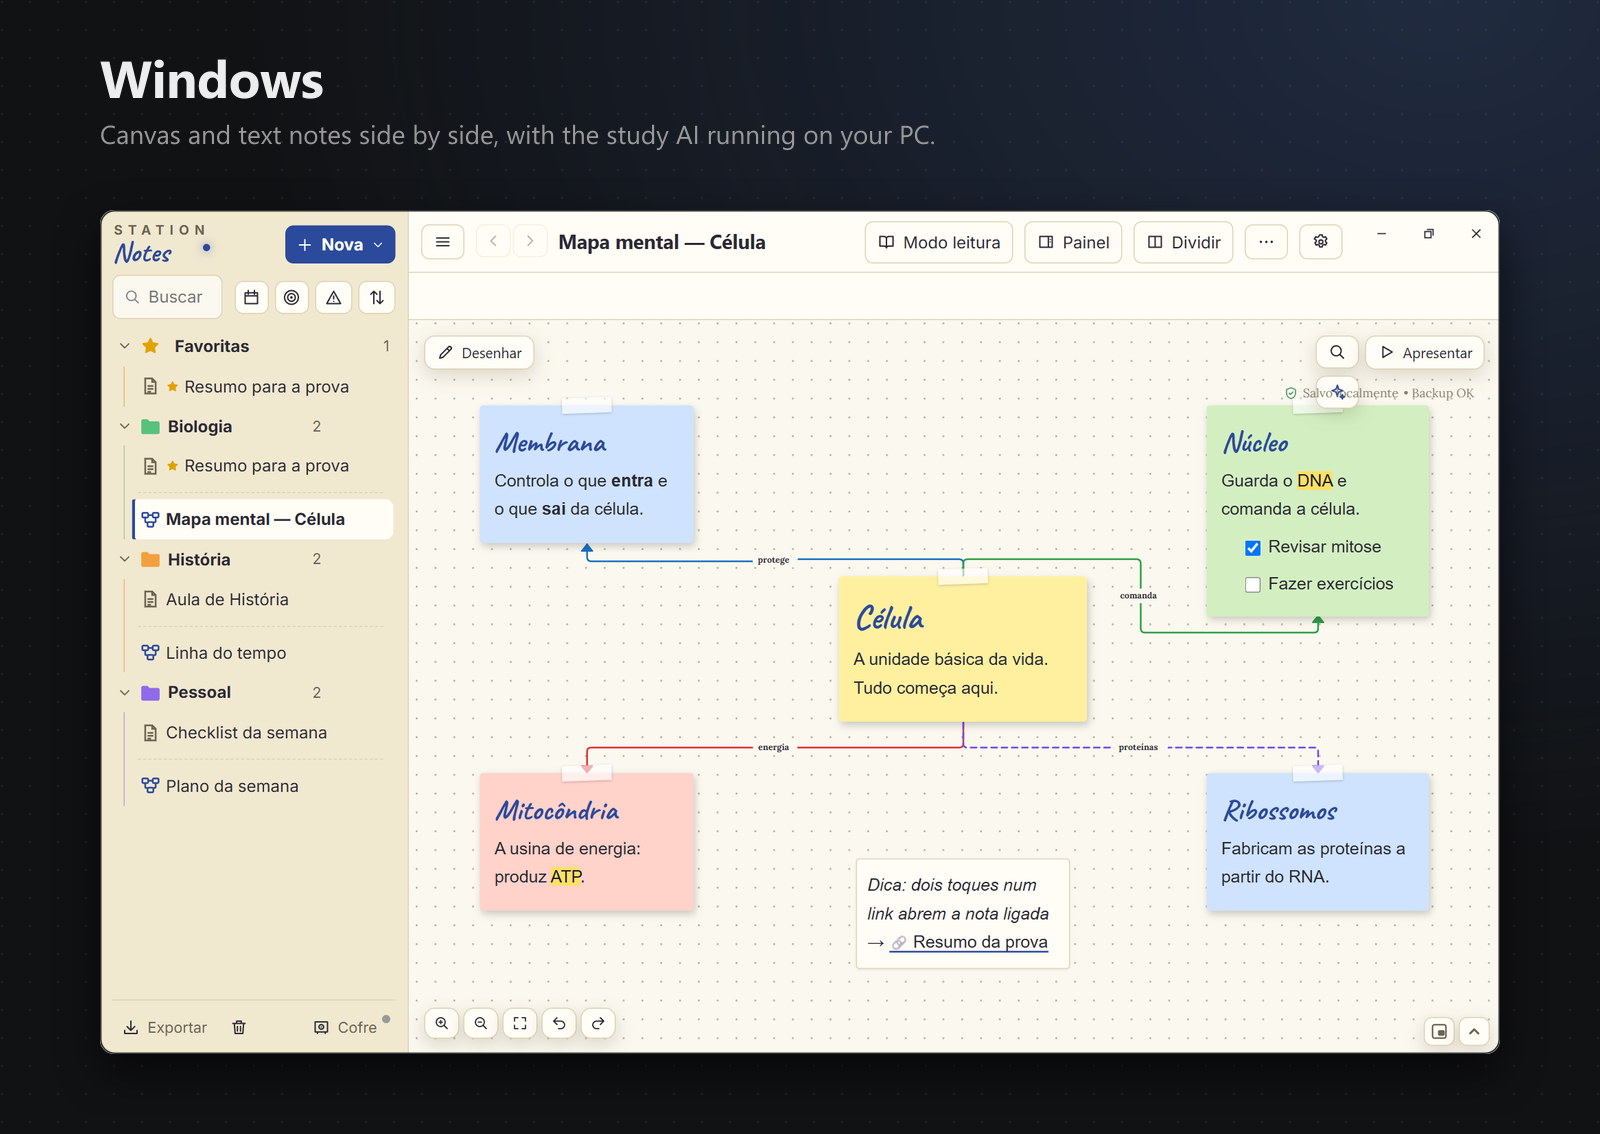 Windows
Canvas and text notes side by side, with the study AI running on your PC.
STATION
Notes
Nova
Buscar
Favoritas 1
Resumo para a prova
Biologia 2
Resumo para a prova
Mapa mental — Célula
História 2
Aula de História
Linha do tempo
Pessoal 2
Checklist da semana
Plano da semana
Exportar
Cofre
Mapa mental — Célula
Modo leitura
Painel
Dividir
Desenhar
Apresentar
Salvo localmente • Backup OK
Membrana
Controla o que entra e
o que sai da célula.
Núcleo
Guarda o DNA e
comanda a célula.
Revisar mitose
Fazer exercícios
protege
comanda
Célula
A unidade básica da vida.
Tudo começa aqui.
energia
proteínas
Mitocôndria
A usina de energia:
produz ATP.
Ribossomos
Fabricam as proteínas a
partir do RNA.
Dica: dois toques num
link abrem a nota ligada
→ 🔗 Resumo da prova